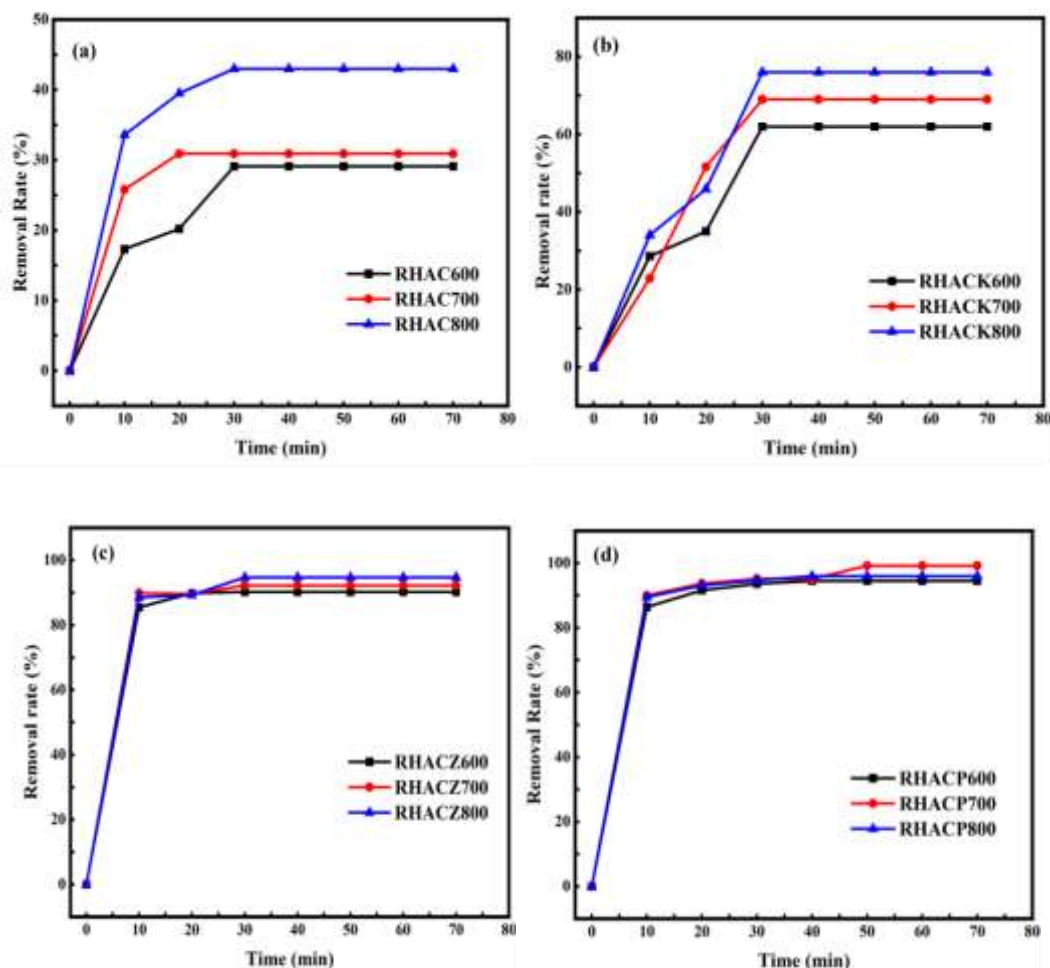 (a)
Removal Rate (%)
50
40
30
20
10
0
RHAC600
RHAC700
RHAC800
0 10 20 30 40 50 60 70 80
Time (min)
(b)
Removal rate (%)
80
60
40
20
0
RHACK600
RHACK700
RHACK800
0 10 20 30 40 50 60 70 80
Time (min)
(c)
Removal rate (%)
100
80
60
40
20
0
RHACZ600
RHACZ700
RHACZ800
0 10 20 30 40 50 60 70 80
Time (min)
(d)
Removal Rate (%)
100
80
60
40
20
0
RHACP600
RHACP700
RHACP800
0 10 20 30 40 50 60 70 80
Time (min)